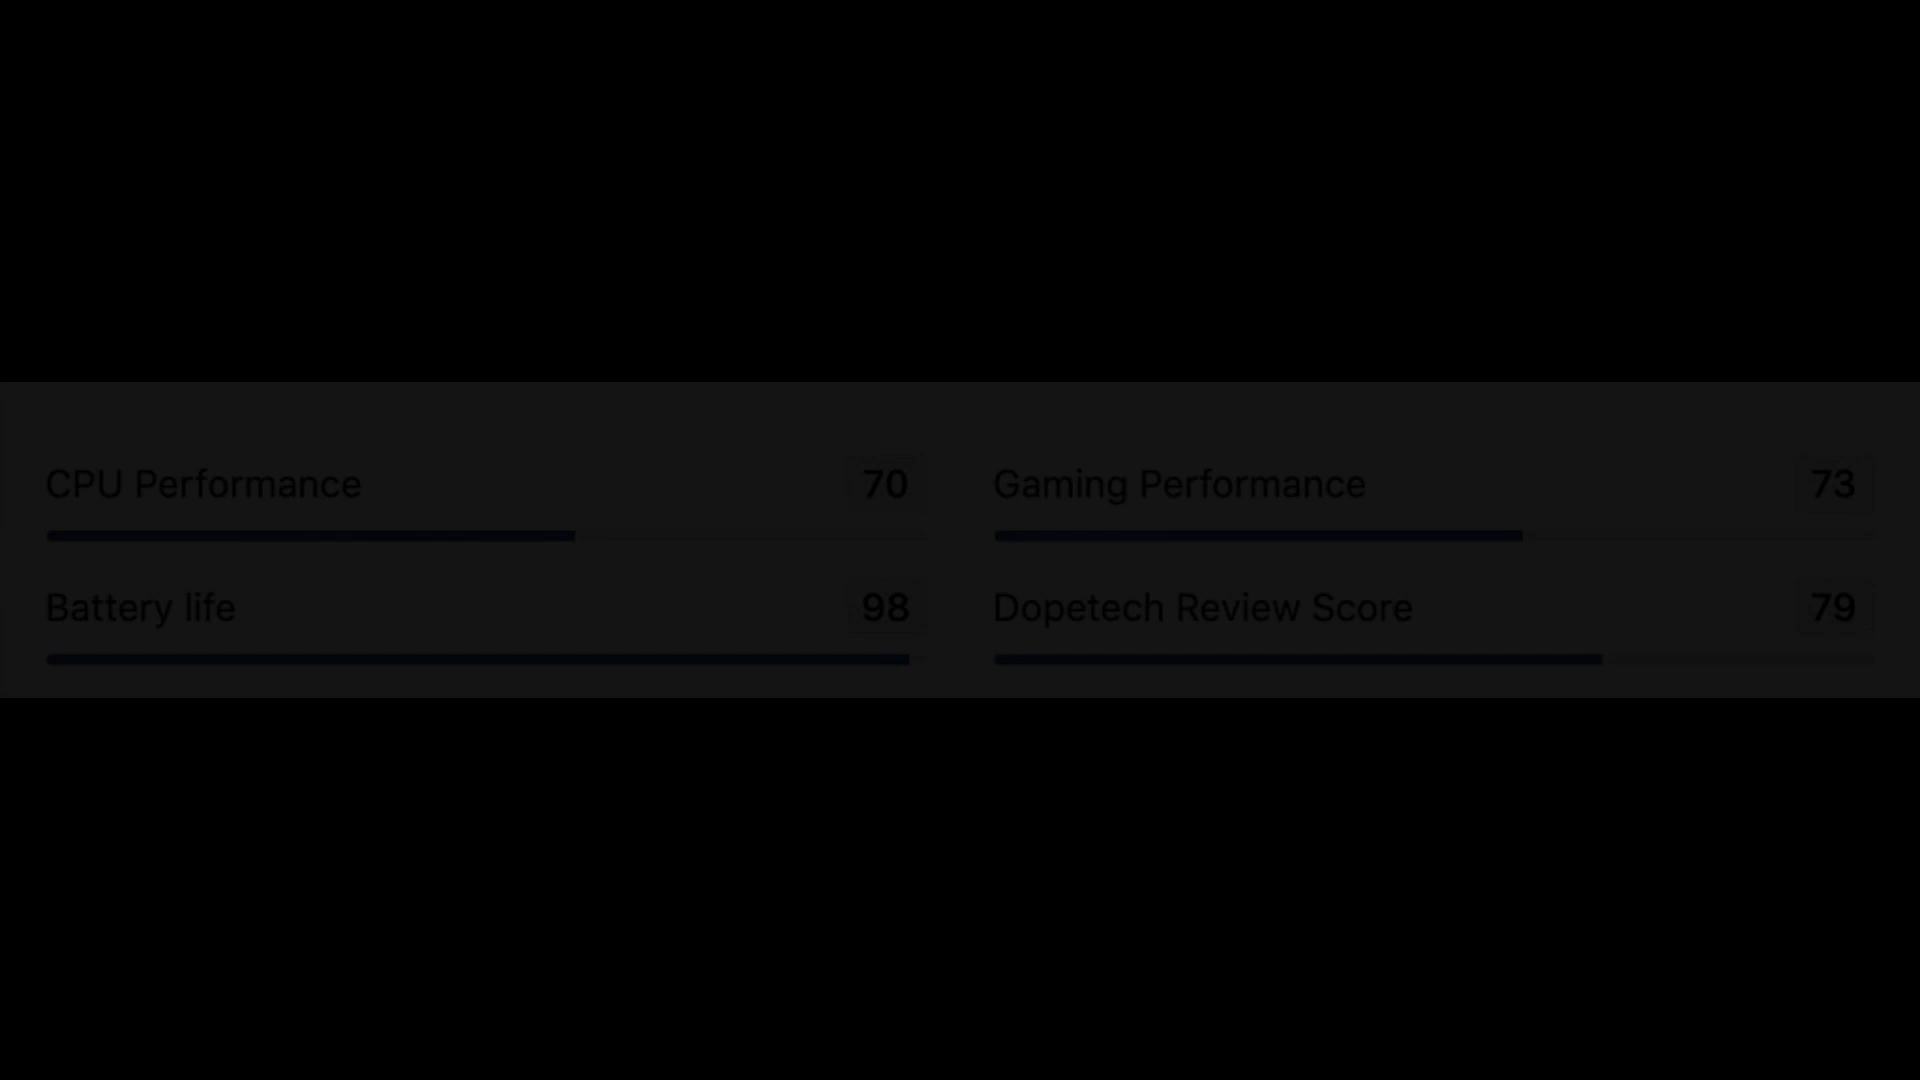 CPU Performance 70
Gaming Performance 73
Battery life 98
Dopetech Review Score 79